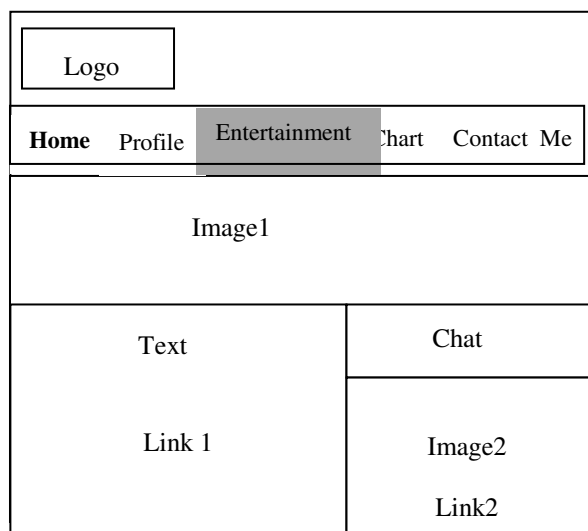 Logo
Home Profile Entertainment Chart Contact Me
Image1
Text
Link 1
Chat
Image2
Link2